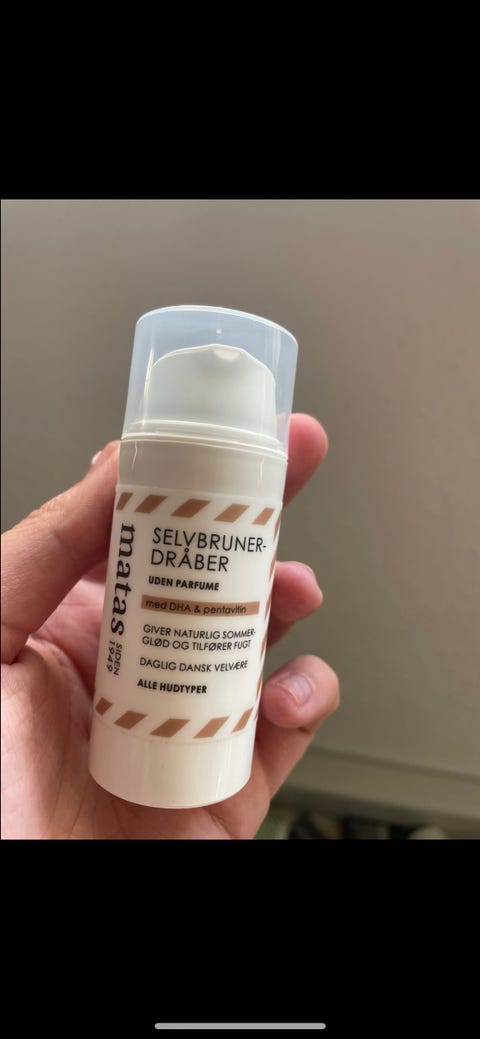 matas
SIDEN
1949
SELVBRUNER-
DRÅBER
UDEN PARFUME
med DHA & pentavitin
GIVER NATURLIG SOMMER-
GLØD OG TILFØRER FUGT
DAGLIG DANSK VELVÆRE
ALLE HUDTYPER